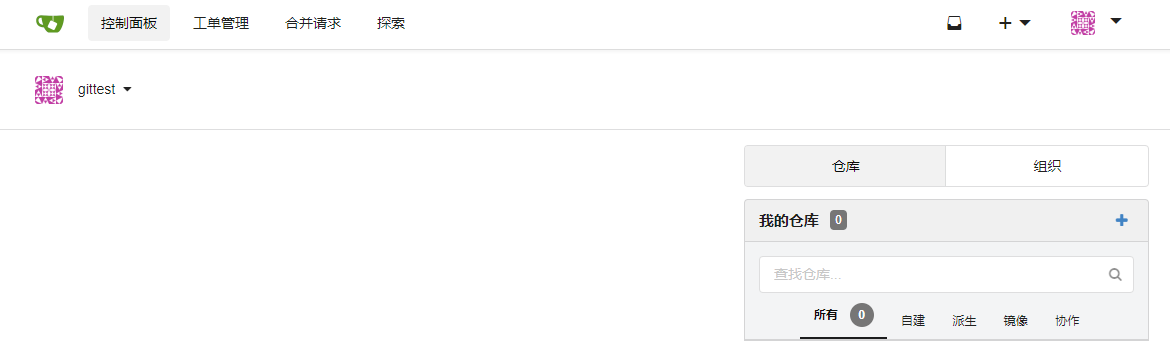 控制面板 工单管理 合并请求 探索
gittest
仓库 组织
我的仓库 0
查找仓库...
所有 0 自建 派生 镜像 协作